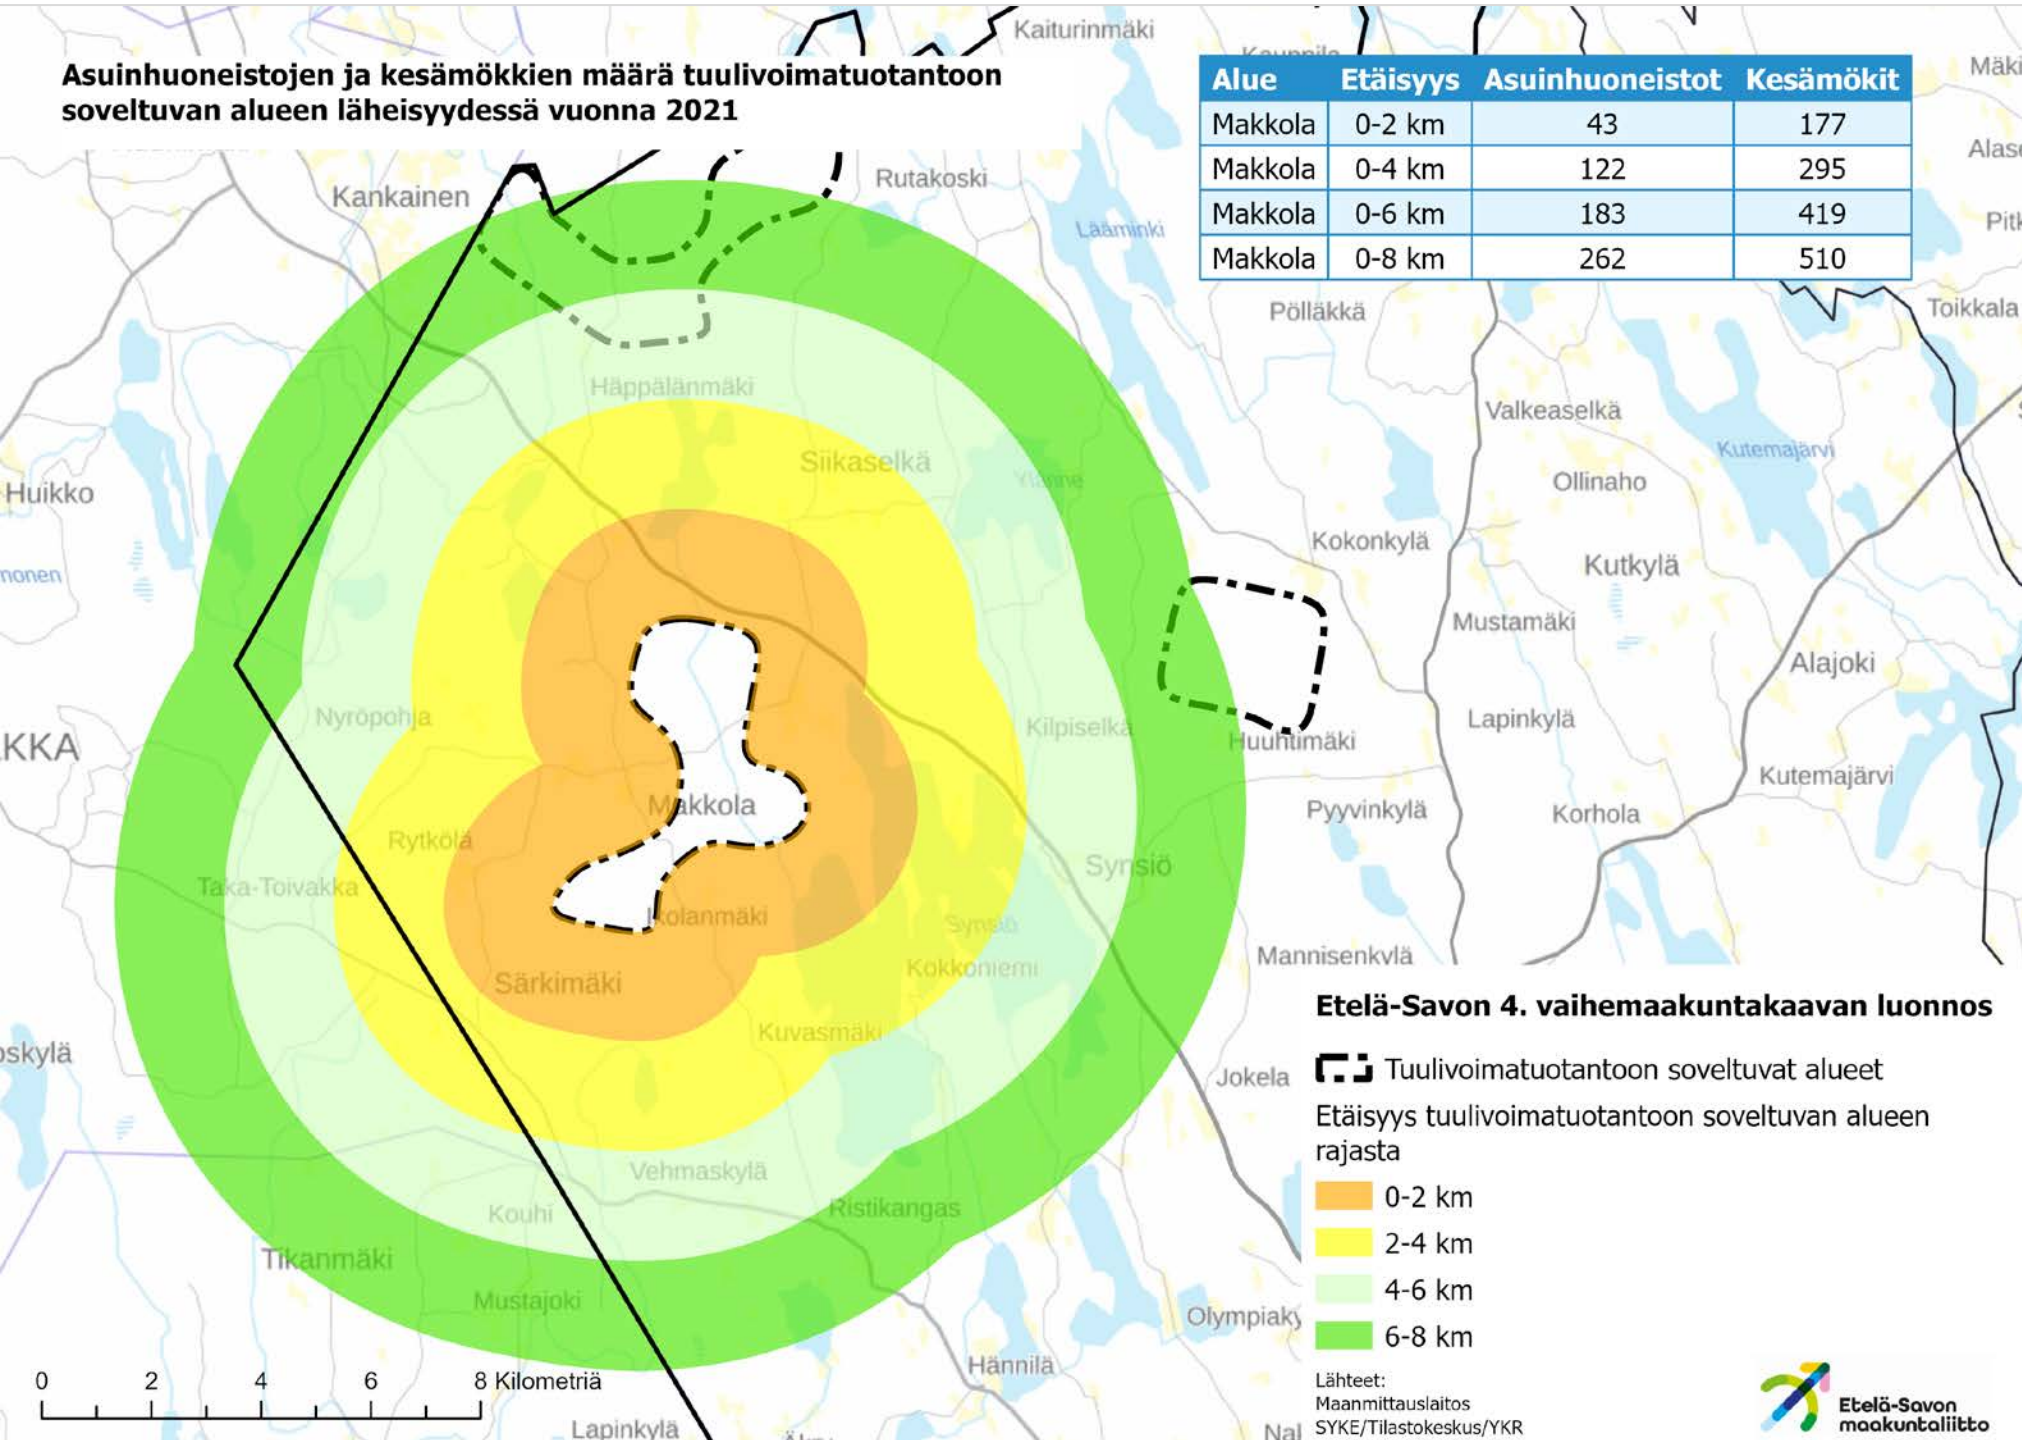 Kaiturinmäki
Asuinhuoneistojen ja kesämökkien määrä tuulivoimatuotantoon
soveltuvan alueen läheisyydessä vuonna 2021
Alue Etäisyys Asuinhuoneistot Kesämökit
Makkola 0-2 km 43 177
Makkola 0-4 km 122 295
Makkola 0-6 km 183 419
Makkola 0-8 km 262 510
Kankainen
Rutakoski
Lääminki
Pölläkkä
Toikkala
Häppälänmäki
Valkeaselkä
Kutemajärvi
Siikaselkä
Ylänne
Ollinaho
Huikko
Kokonkylä
Kutkylä
Mustamäki
Alajoki
Nyröpohja
Kilpiselkä
Lapinkylä
Huuhtimäki
Kutemajärvi
Makkola
Pyyvinkylä
Korhola
Rytkölä
Synsiö
Taka-Toivakka
Ikolanmäki
Synsiö
Mannisenkylä
Kokkoniemi
Särkimäki
Kuvasmäki
Jokela
Vehmaskylä
Ristikangas
Kouhi
Tikanmäki
Mustajoki
Olympiaky
Hännilä
Lapinkylä
Etelä-Savon 4. vaihemaakuntakaavan luonnos
Tuulivoimatuotantoon soveltuvat alueet
Etäisyys tuulivoimatuotantoon soveltuvan alueen
rajasta
0-2 km
2-4 km
4-6 km
6-8 km
0 2 4 6 8 Kilometriä
Lähteet:
Maanmittauslaitos
SYKE/Tilastokeskus/YKR
Etelä-Savon
maakuntaliitto